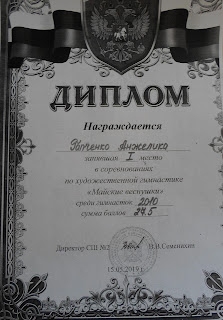 ДИПЛОМ
Награждается
Анжелика
занявшая I место
в соревнованиях
по художественной гимнастике
«Майские веснушки»
среди гимнасток 2010
сумма баллов 24.5
Директор СШ №2 В.В.Семенихин
15.05.2019 г.